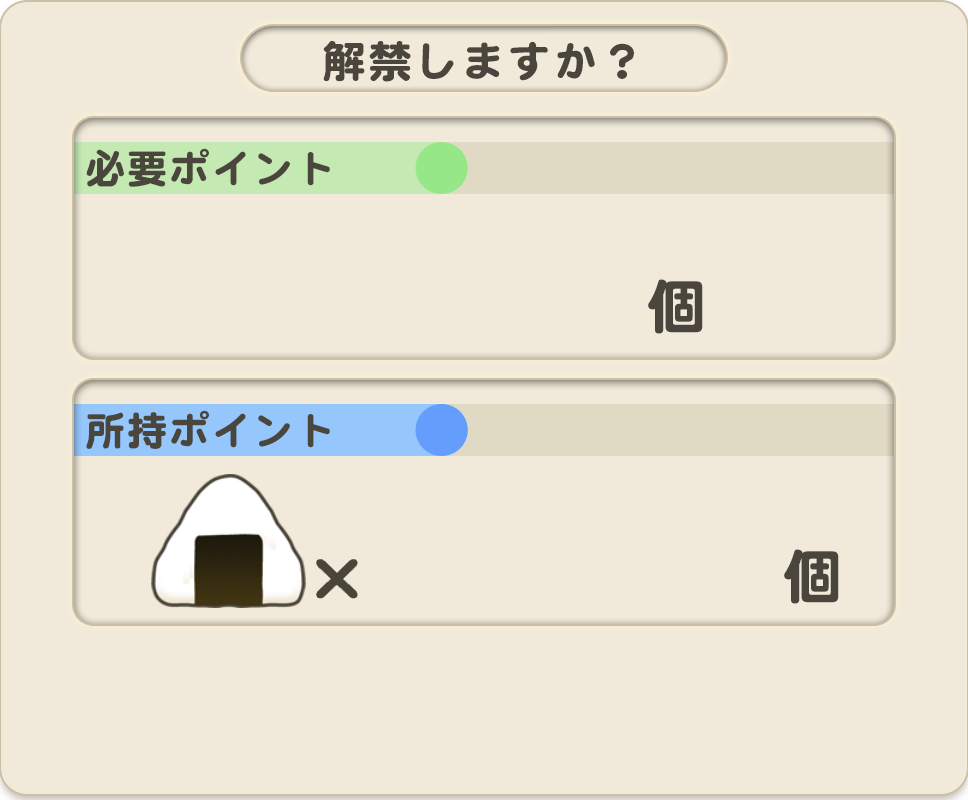 解禁しますか？
必要ポイント
個
所持ポイント
×
個